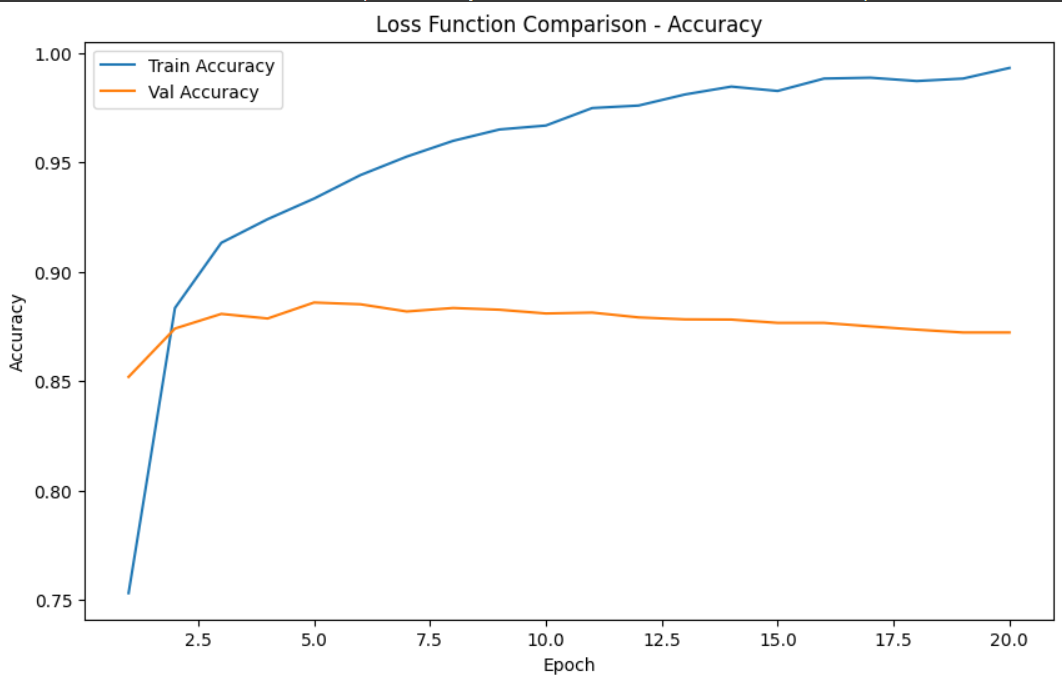 Loss Function Comparison - Accuracy
Train Accuracy
Val Accuracy
1.00
0.95
0.90
0.85
0.80
0.75
Accuracy
2.5 5.0 7.5 10.0 12.5 15.0 17.5 20.0
Epoch